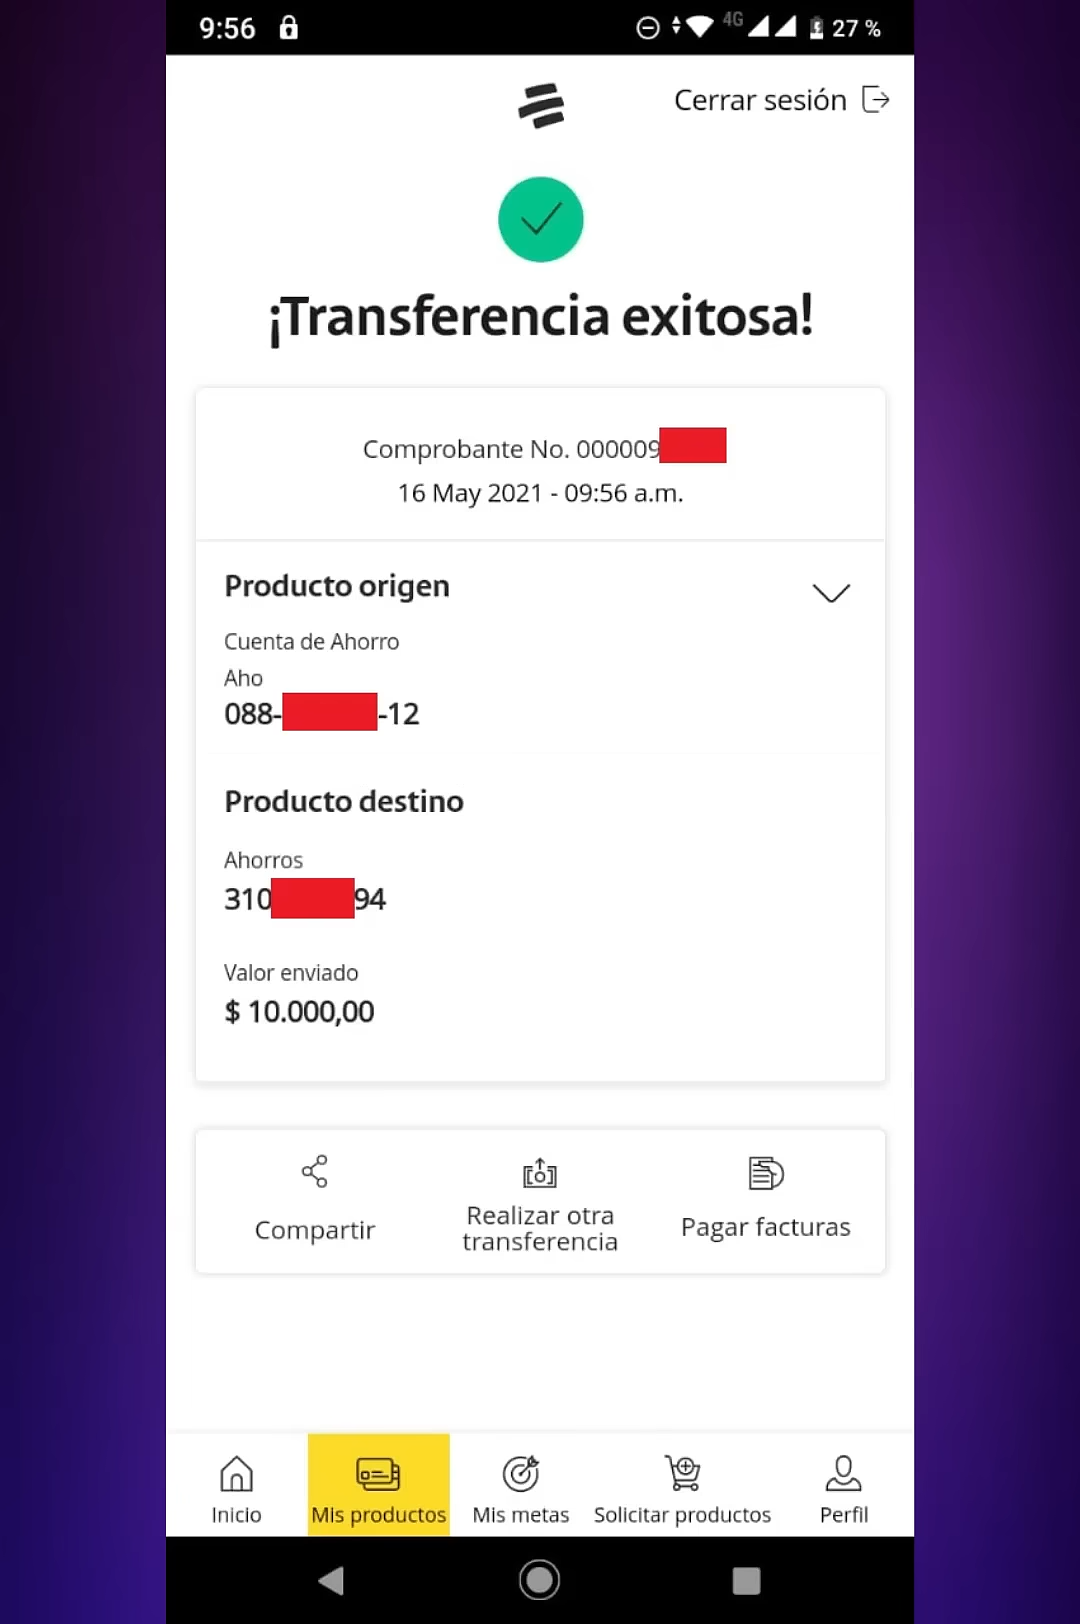 9:56
4G
27 %
Cerrar sesión
¡Transferencia exitosa!
Comprobante No. 000009
16 May 2021 - 09:56 a.m.
Producto origen
Cuenta de Ahorro
Aho
088- -12
Producto destino
Ahorros
310 94
Valor enviado
$ 10.000,00
Compartir
Realizar otra
transferencia
Pagar facturas
Inicio
Mis productos
Mis metas
Solicitar productos
Perfil